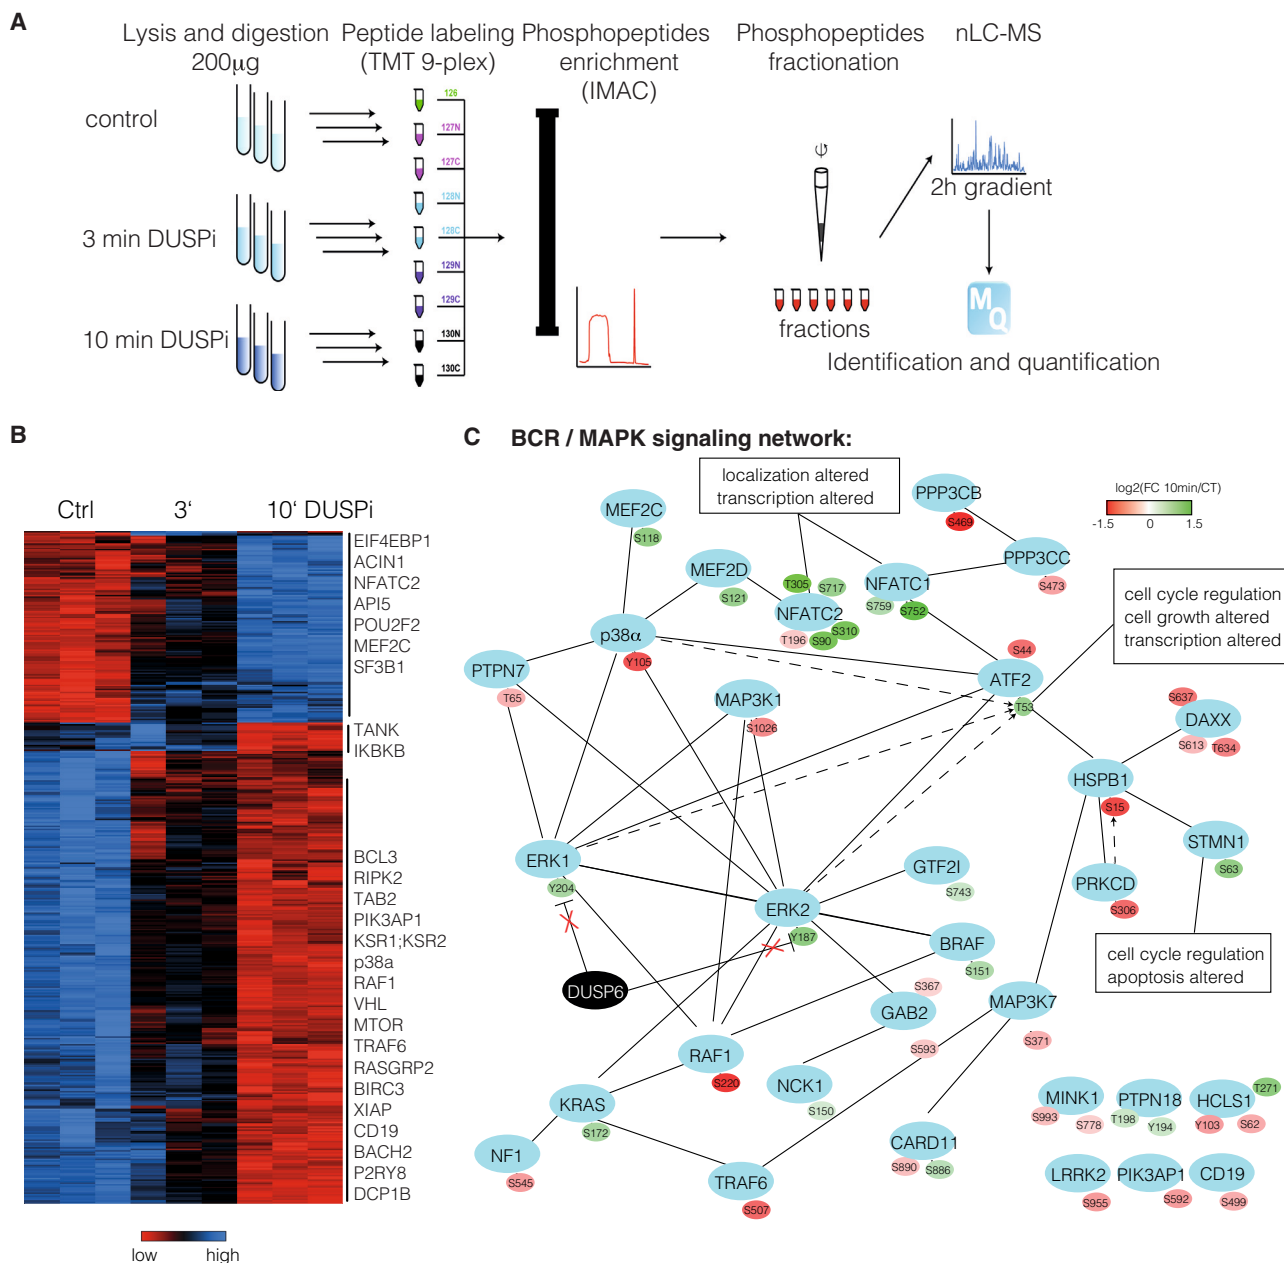 A
Lysis and digestion
200µg
Peptide labeling
(TMT 9-plex)
Phosphopeptides
enrichment
(IMAC)
Phosphopeptides
fractionation
nLC-MS
control
3 min DUSPi
10 min DUSPi
126
127N
127C
128N
128C
129N
129C
130N
130C
fractions
2h gradient
MQ
Identification and quantification
B
Ctrl 3' 10' DUSPi
EIF4EBP1
ACIN1
NFATC2
API5
POU2F2
MEF2C
SF3B1
TANK
IKBKB
BCL3
RIPK2
TAB2
PIK3AP1
KSR1;KSR2
p38a
RAF1
VHL
MTOR
TRAF6
RASGRP2
BIRC3
XIAP
CD19
BACH2
P2RY8
DCP1B
low high
C BCR / MAPK signaling network:
localization altered
transcription altered
log2(FC 10min/CT)
-1.5 0 1.5
cell cycle regulation
cell growth altered
transcription altered
cell cycle regulation
apoptosis altered
MEF2C
S118
PPP3CB
S469
PPP3CC
S473
MEF2D
S121
NFATC2
T305
S717
T196
S90
S310
NFATC1
S759
S752
p38α
Y105
PTPN7
T65
MAP3K1
S1026
S44
ATF2
T53
S637
DAXX
S613
T634
HSPB1
S15
STMN1
S63
PRKCD
S306
ERK1
Y204
GTF2I
S743
ERK2
Y187
BRAF
S151
DUSP6
S367
GAB2
S593
MAP3K7
S371
RAF1
S220
NCK1
S150
KRAS
S172
NF1
S545
TRAF6
S507
CARD11
S890
S886
MINK1
S993
S778
PTPN18
T198
Y194
HCLS1
T271
Y103
S62
LRRK2
S955
PIK3AP1
S592
CD19
S499